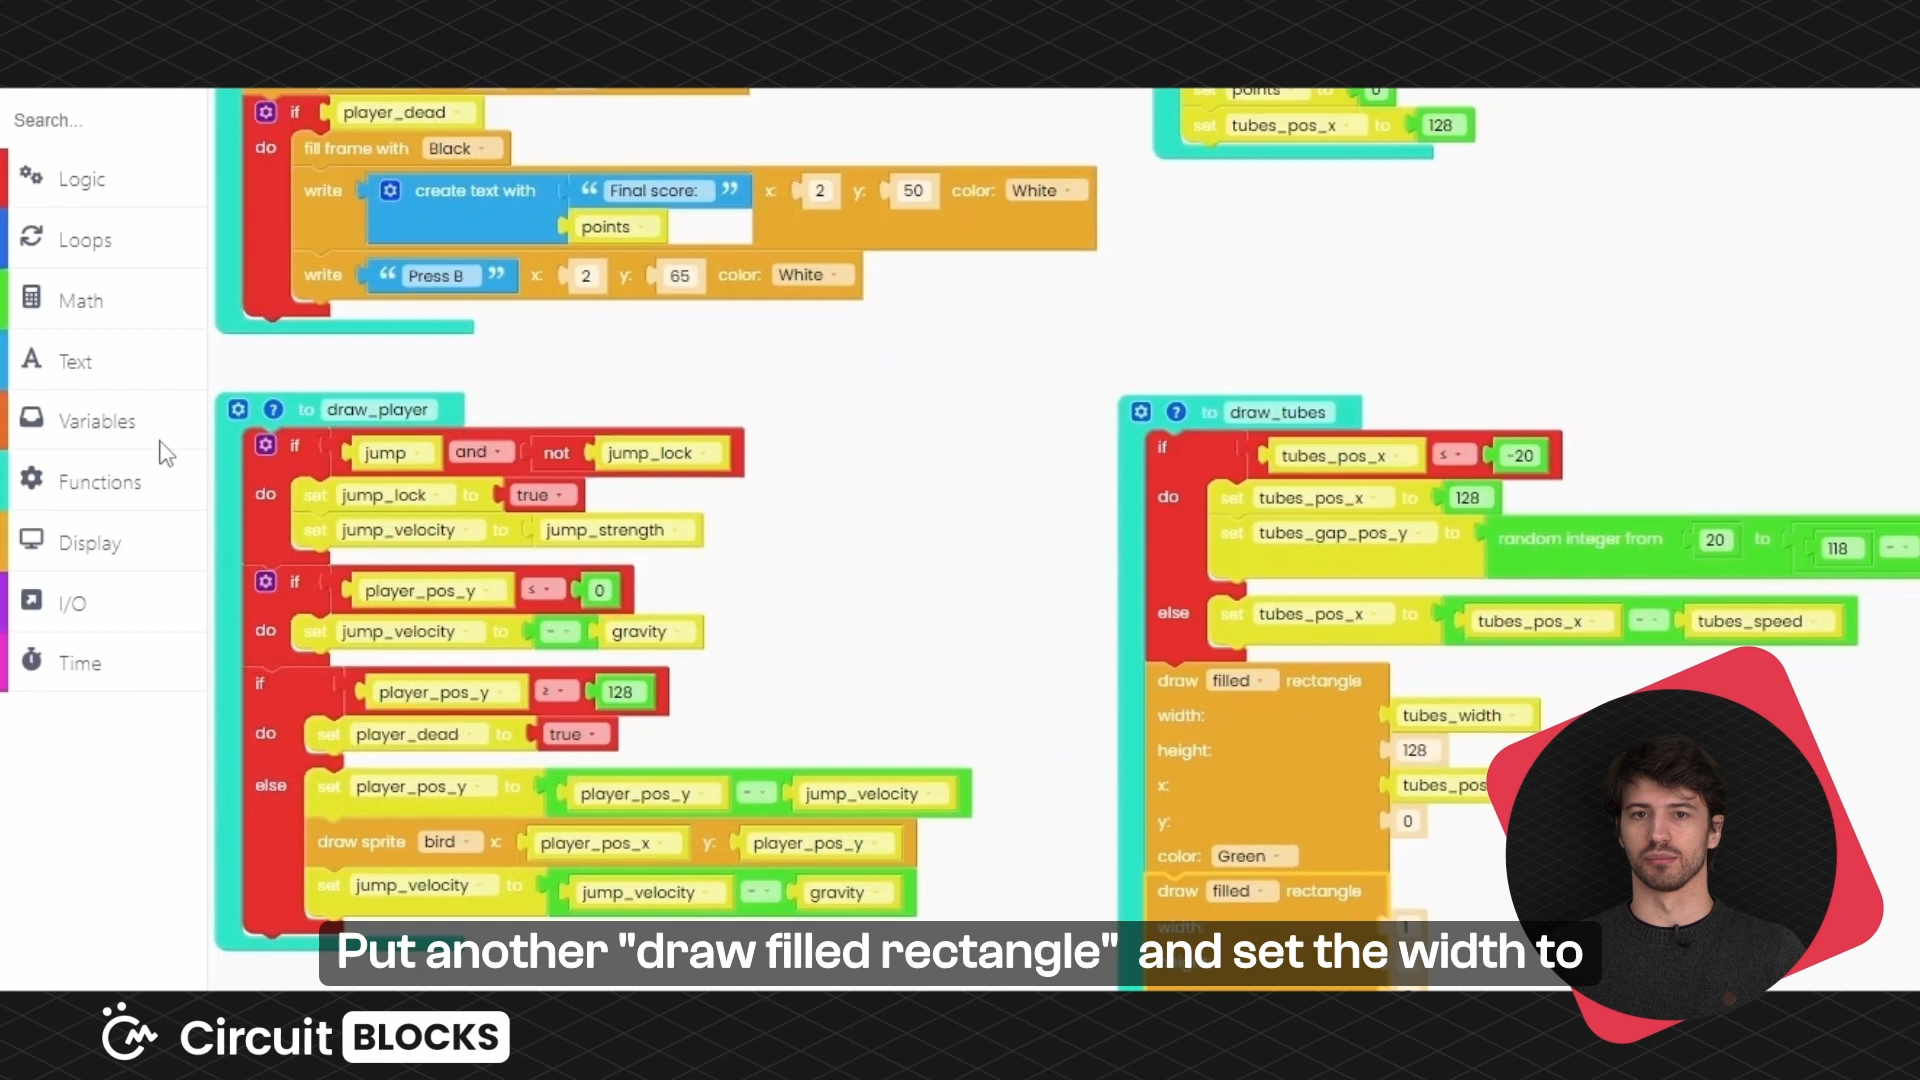 Search...
Logic
Loops
Math
Text
Variables
Functions
Display
I/O
Time
if player_dead
do fill frame with Black
write create text with “ Final score: ” x: 2 y: 50 color: White
points
write “ Press B ” x: 2 y: 65 color: White
set points to 0
set tubes_pos_x to 128
to draw_player
if jump and not jump_lock
do set jump_lock to true
set jump_velocity to jump_strength
if player_pos_y ≤ 0
do set jump_velocity to - gravity
if player_pos_y ≥ 128
do set player_dead to true
else set player_pos_y to player_pos_y - jump_velocity
draw sprite bird x: player_pos_x y: player_pos_y
set jump_velocity to jump_velocity - gravity
to draw_tubes
if tubes_pos_x ≤ -20
do set tubes_pos_x to 128
set tubes_gap_pos_y to random integer from 20 to 118 -
else set tubes_pos_x to tubes_pos_x - tubes_speed
draw filled rectangle
width: tubes_width
height: 128
x: tubes_pos
y: 0
color: Green
draw filled rectangle
width: 1
Put another "draw filled rectangle" and set the width to
Circuit BLOCKS